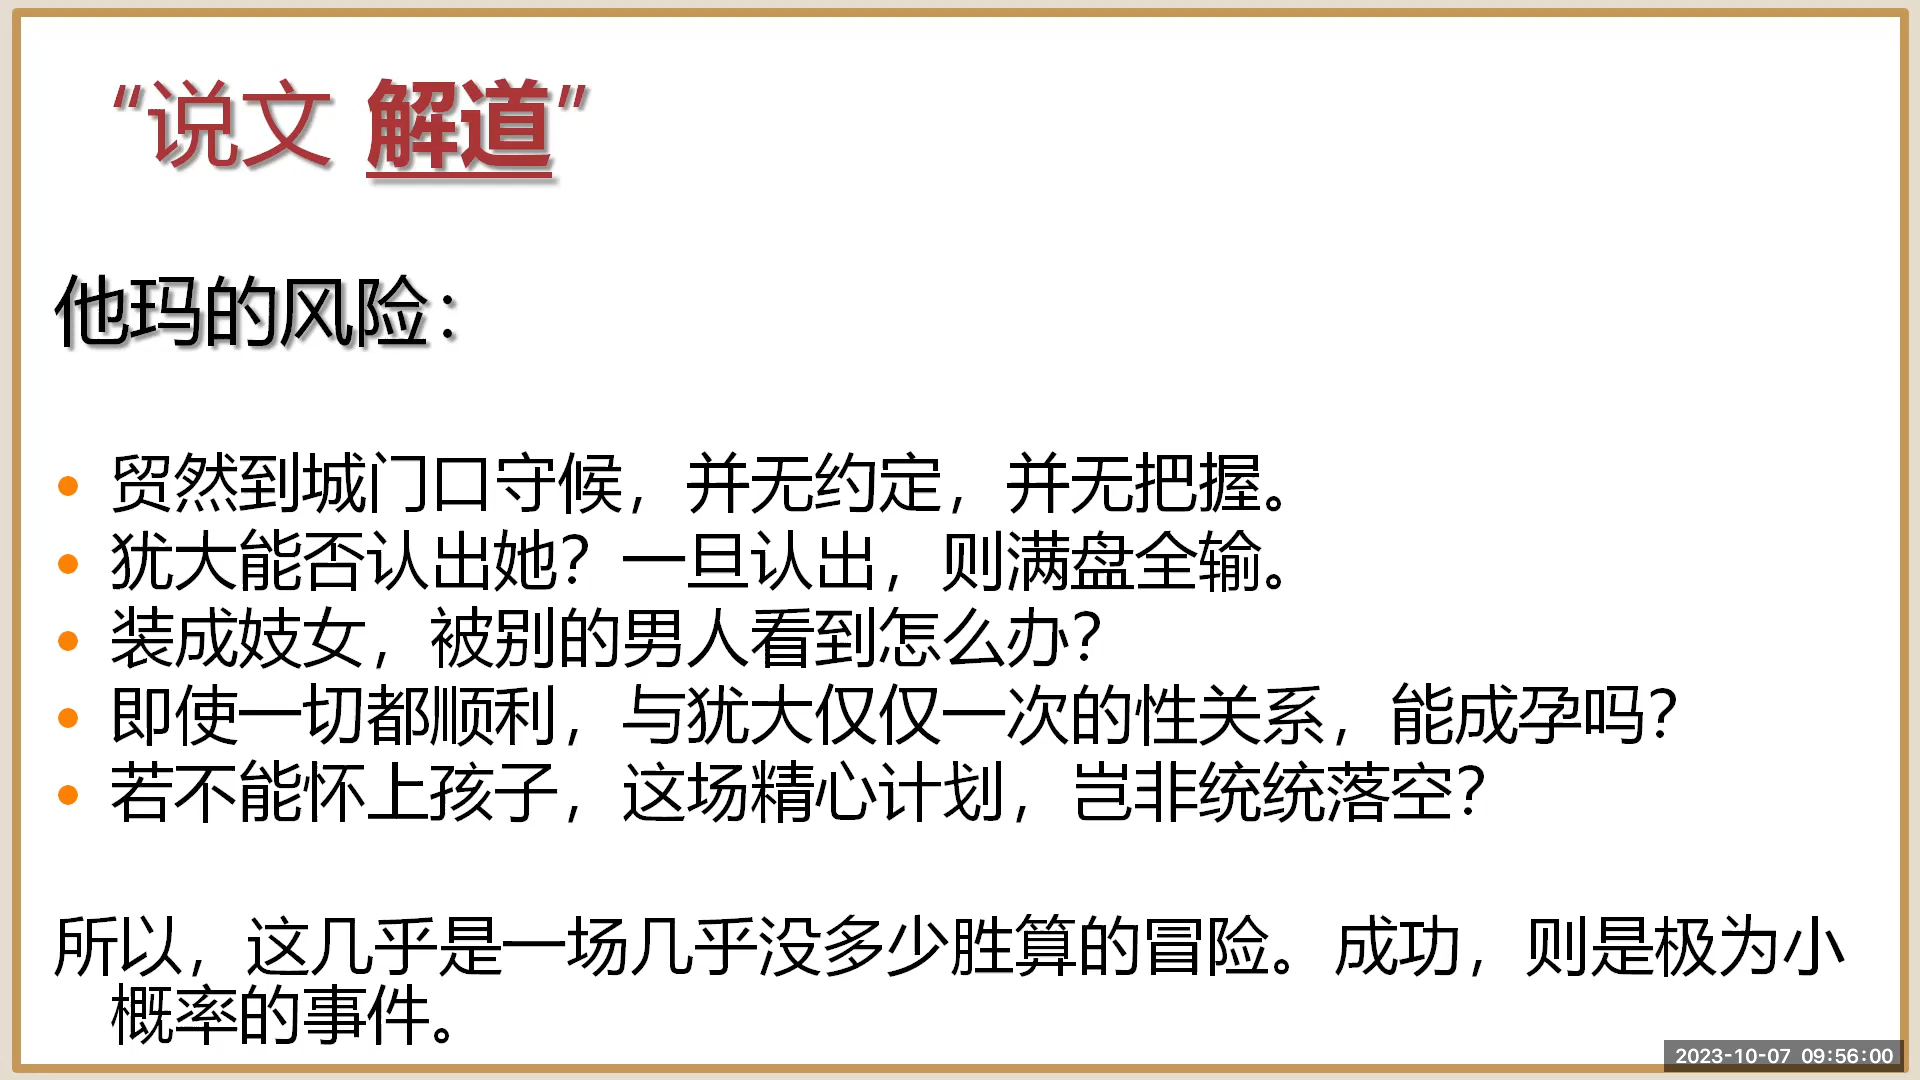 “说文 解道”
他玛的风险：
• 贸然到城门口守候，并无约定，并无把握。
• 犹大能否认出她？一旦认出，则满盘全输。
• 装成妓女，被别的男人看到怎么办？
• 即使一切都顺利，与犹大仅仅一次的性关系，能成孕吗？
• 若不能怀上孩子，这场精心计划，岂非统统落空？
所以，这几乎是一场几乎没多少胜算的冒险。成功，则是极为小
概率的事件。
2023-10-07 09:56:00